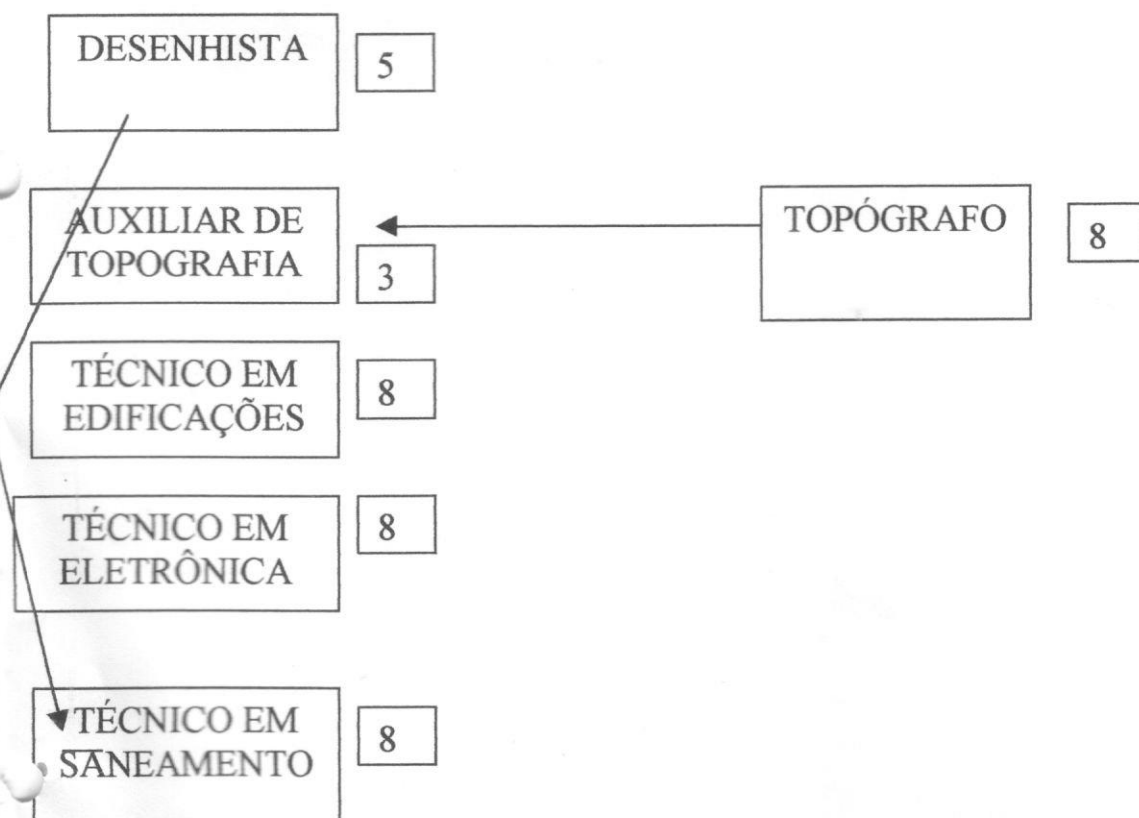 DESENHISTA
5
AUXILIAR DE
TOPOGRAFIA
3
TOPÓGRAFO
8
TÉCNICO EM
EDIFICAÇÕES
8
TÉCNICO EM
ELETRÔNICA
8
TÉCNICO EM
SANEAMENTO
8